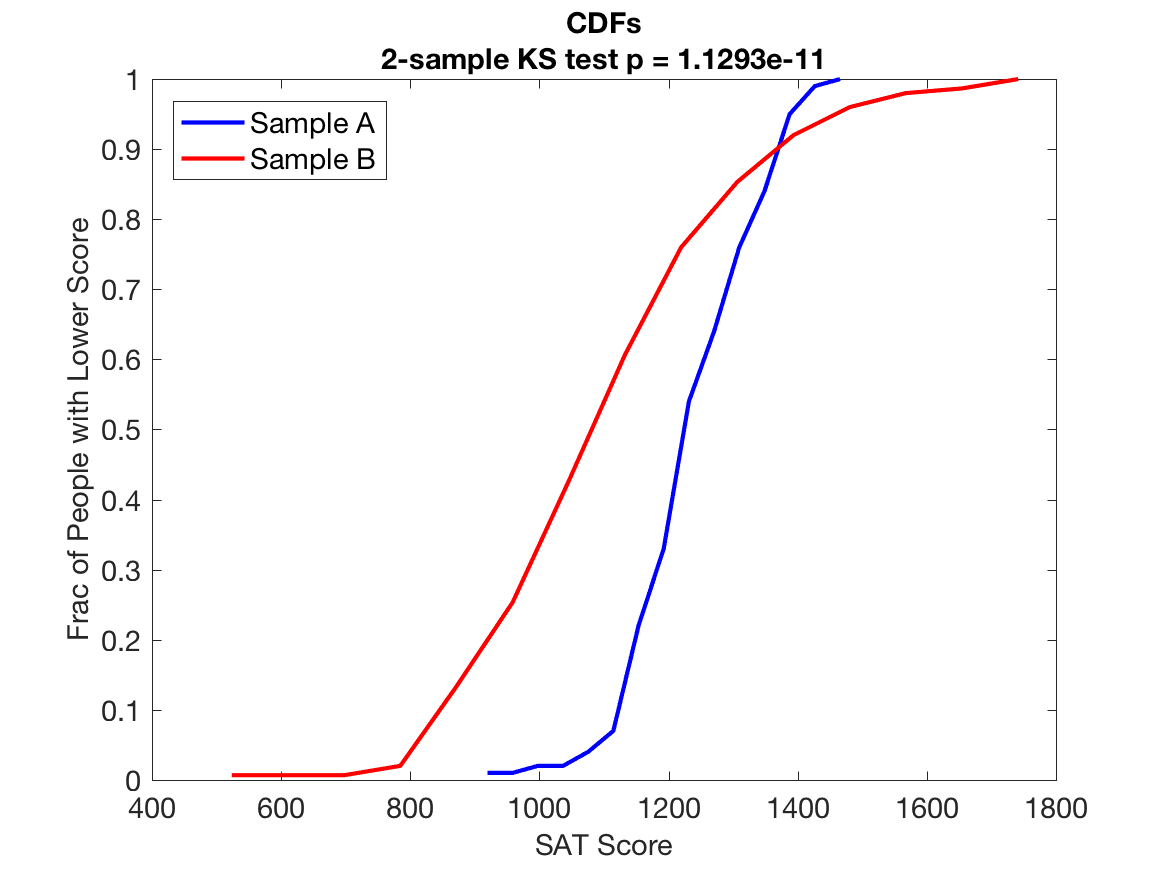 CDFs
2-sample KS test p = 1.1293e-11
Sample A
Sample B
Frac of People with Lower Score
1
0.9
0.8
0.7
0.6
0.5
0.4
0.3
0.2
0.1
0
400 600 800 1000 1200 1400 1600 1800
SAT Score